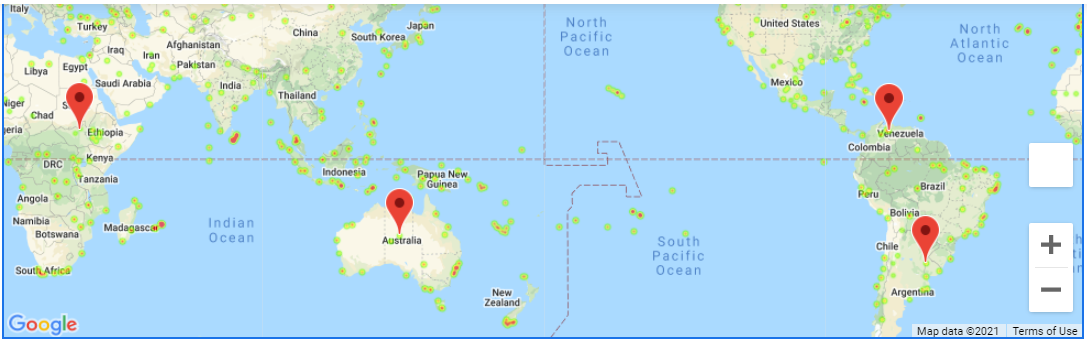 Italy
Turkey
Iraq
Iran
Afghanistan
Pakistan
China
South Korea
Japan
North
Pacific
Ocean
United States
North
Atlantic
Ocean
Libya
Egypt
Saudi Arabia
India
Thailand
Mexico
Niger
Chad
S
eria
Ethiopia
Venezuela
Colombia
DRC
Kenya
Tanzania
Indonesia
Papua New
Guinea
Peru
Brazil
Angola
Namibia
Botswana
Madagascar
Indian
Ocean
Australia
Bolivia
Chile
South
Pacific
Ocean
South Africa
New
Zealand
Argentina
+
−
Google
Map data ©2021
Terms of Use